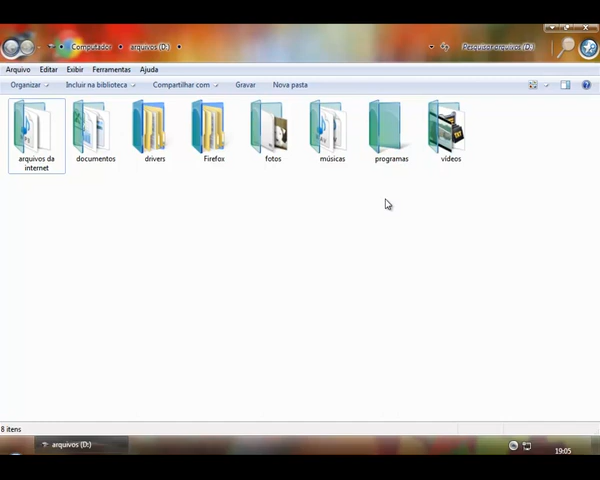 Computador arquivos (D:) Pesquisar arquivos (D:)
Arquivo Editar Exibir Ferramentas Ajuda
Organizar Incluir na biblioteca Compartilhar com Gravar Nova pasta
arquivos da internet documentos drivers Firefox fotos músicas programas vídeos
8 itens
arquivos (D:)
19:05